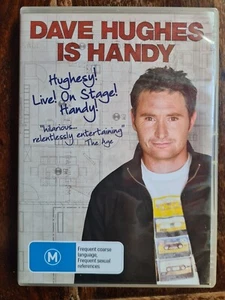 DAVE HUGHES
IS HANDY
Hughesy!
Live! On Stage!
Handy!
"hilarious...
relentlessly entertaining"
The Age
M
Frequent coarse
language,
Frequent sexual
references